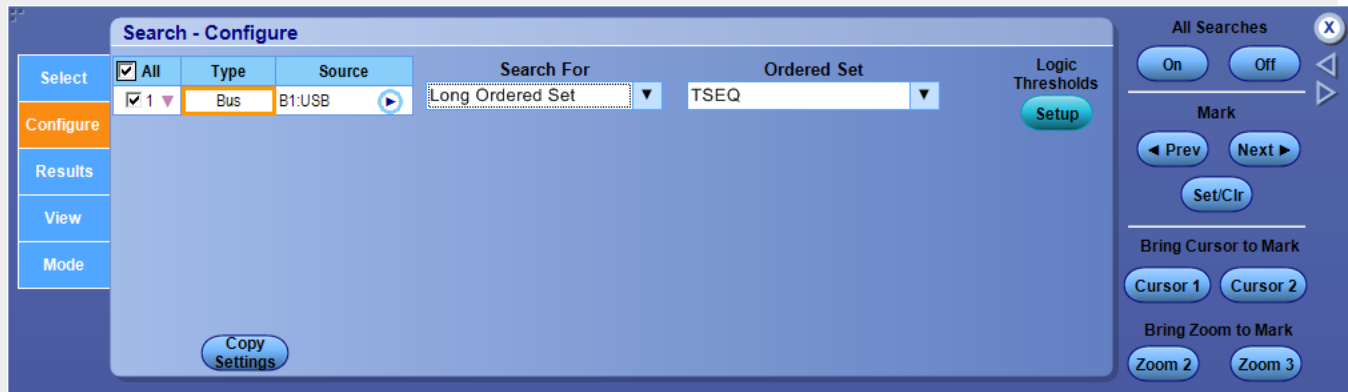 Search - Configure
Select
Configure
Results
View
Mode
All Type Source
1 ▼ Bus B1:USB
Search For
Long Ordered Set ▼
Ordered Set
TSEQ ▼
Logic
Thresholds
Setup
Copy
Settings
All Searches X
On Off
Mark
◄ Prev Next ►
Set/Clr
Bring Cursor to Mark
Cursor 1 Cursor 2
Bring Zoom to Mark
Zoom 2 Zoom 3